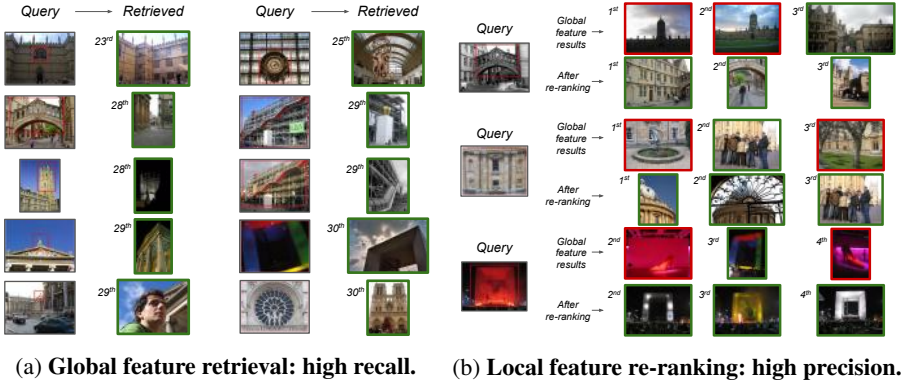 Query Retrieved Query Retrieved
23rd 25th
28th 29th
28th 29th
29th 30th
29th 30th
(a) Global feature retrieval: high recall.
Query
Global feature results
1st 2nd 3rd
After re-ranking
1st 2nd 3rd
Query
Global feature results
1st 2nd 3rd
After re-ranking
1st 2nd 3rd
Query
Global feature results
2nd 3rd 4th
After re-ranking
2nd 3rd 4th
(b) Local feature re-ranking: high precision.